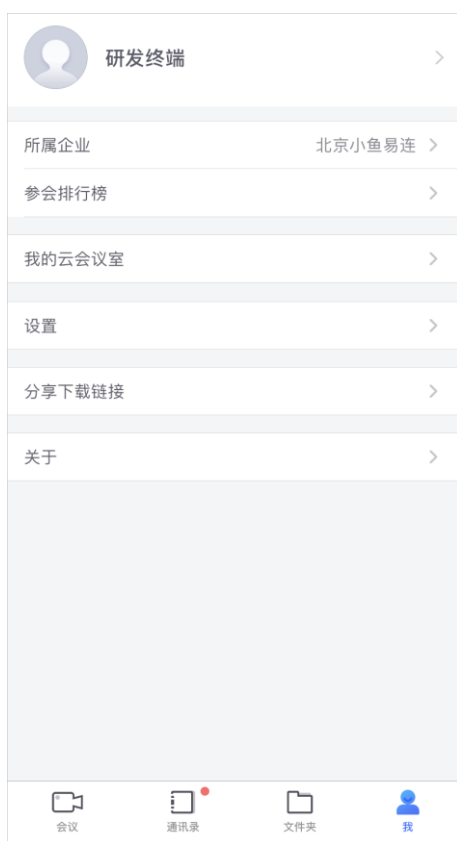 研发终端
所属企业 北京小鱼易连
参会排行榜
我的云会议室
设置
分享下载链接
关于
会议 通讯录 文件夹 我